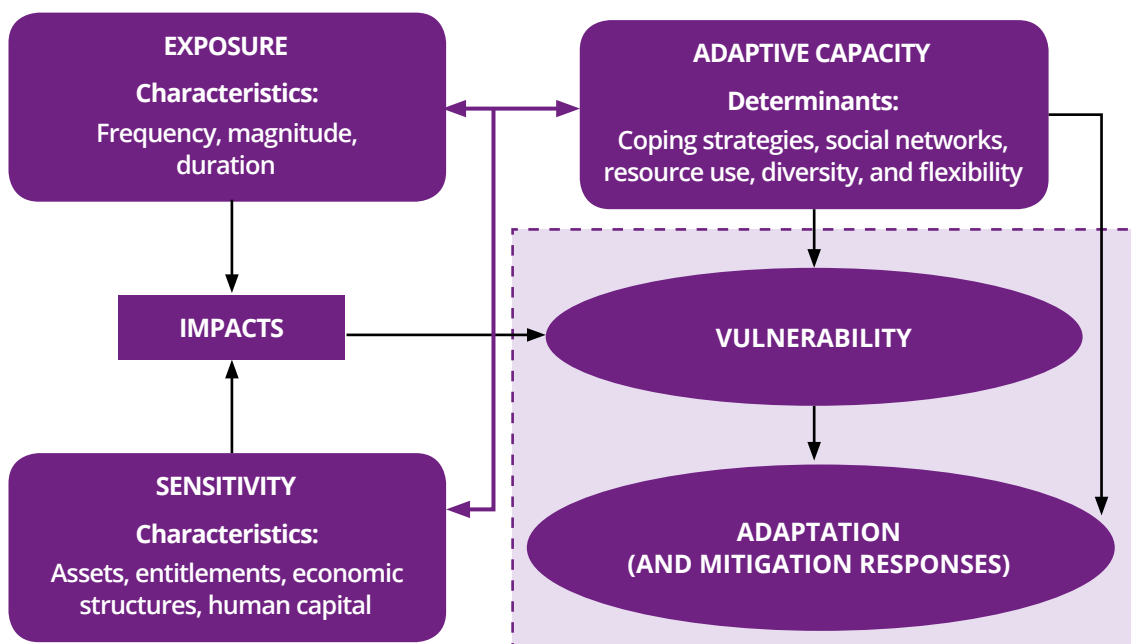 EXPOSURE
Characteristics:
Frequency, magnitude,
duration
ADAPTIVE CAPACITY
Determinants:
Coping strategies, social networks,
resource use, diversity, and flexibility
IMPACTS
VULNERABILITY
SENSITIVITY
Characteristics:
Assets, entitlements, economic
structures, human capital
ADAPTATION
(AND MITIGATION RESPONSES)